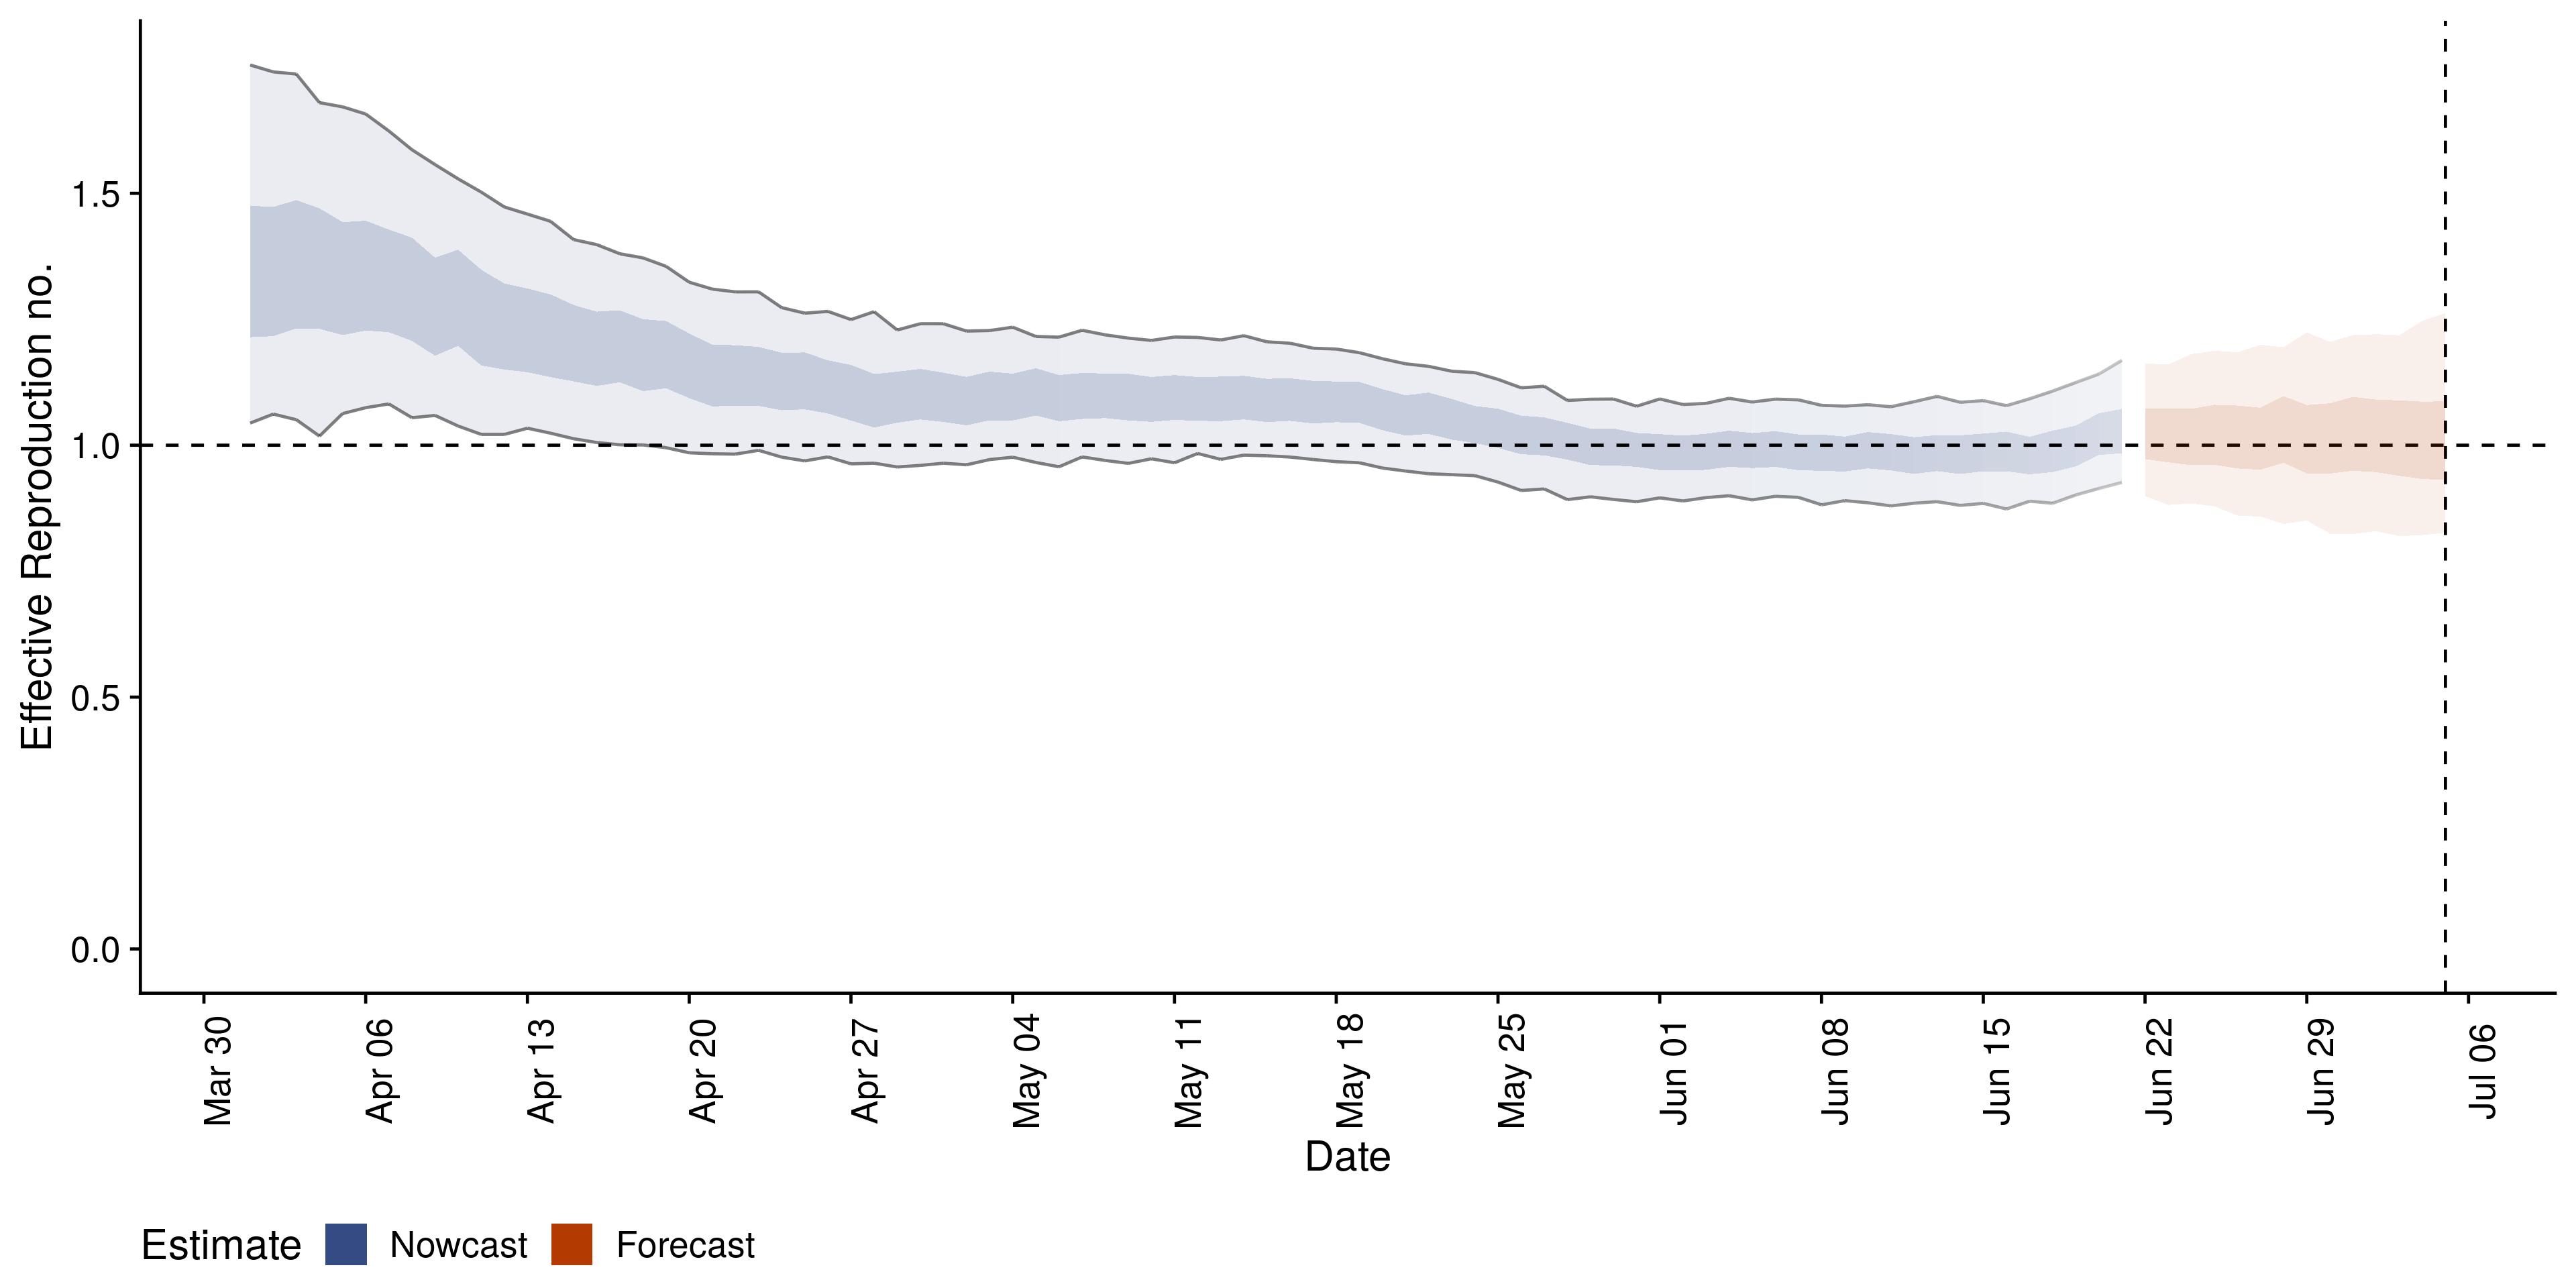 Effective Reproduction no.
1.5
1.0
0.5
0.0
Mar 30
Apr 06
Apr 13
Apr 20
Apr 27
May 04
May 11
May 18
May 25
Jun 01
Jun 08
Jun 15
Jun 22
Jun 29
Jul 06
Date
Estimate Nowcast Forecast